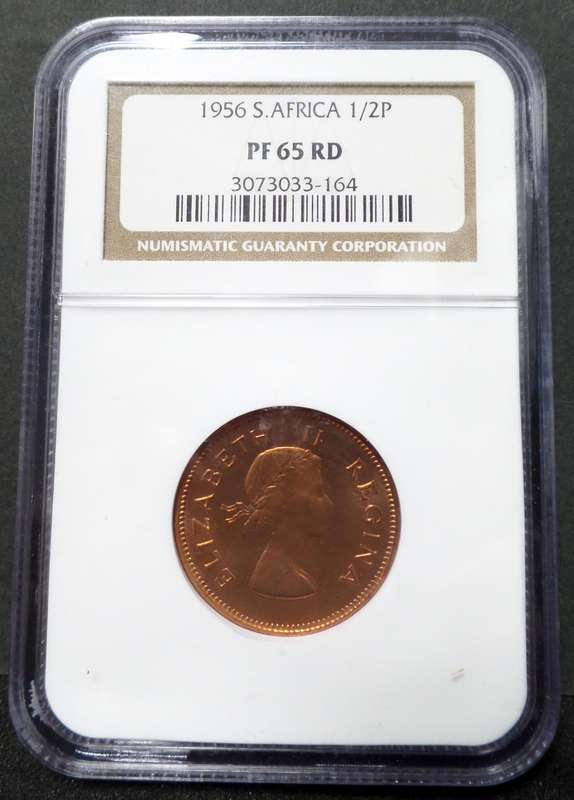 1956 S.AFRICA 1/2P
PF 65 RD
3073033-164
NUMISMATIC GUARANTY CORPORATION
ELIZABETH II REGINA